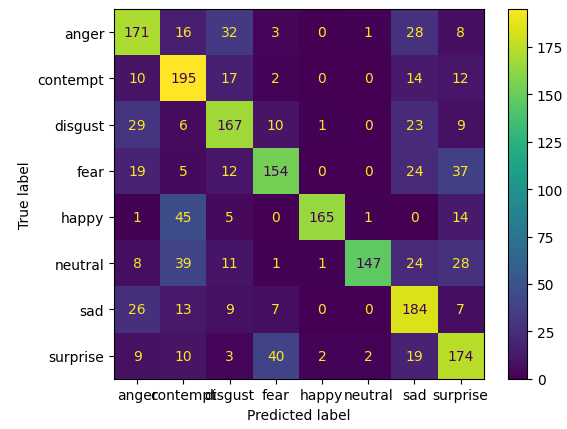 anger 171 16 32 3 0 1 28 8
contempt 10 195 17 2 0 0 14 12
disgust 29 6 167 10 1 0 23 9
fear 19 5 12 154 0 0 24 37
happy 1 45 5 0 165 1 0 14
neutral 8 39 11 1 1 147 24 28
sad 26 13 9 7 0 0 184 7
surprise 9 10 3 40 2 2 19 174
anger contempt disgust fear happy neutral sad surprise
Predicted label
True label
175
150
125
100
75
50
25
0